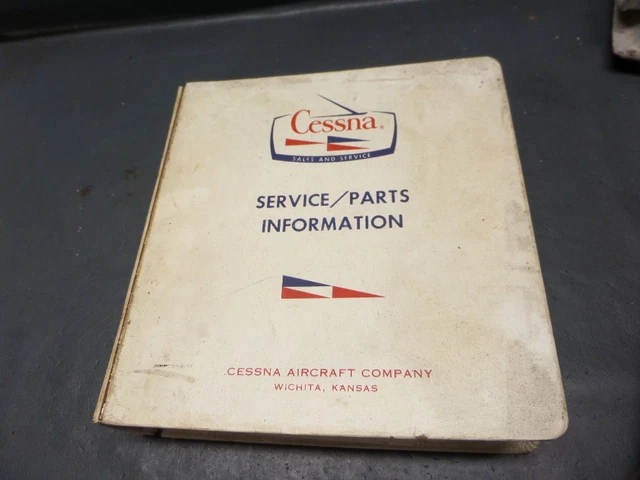 Cessna®
SALES AND SERVICE
SERVICE/PARTS
INFORMATION
CESSNA AIRCRAFT COMPANY
WICHITA, KANSAS